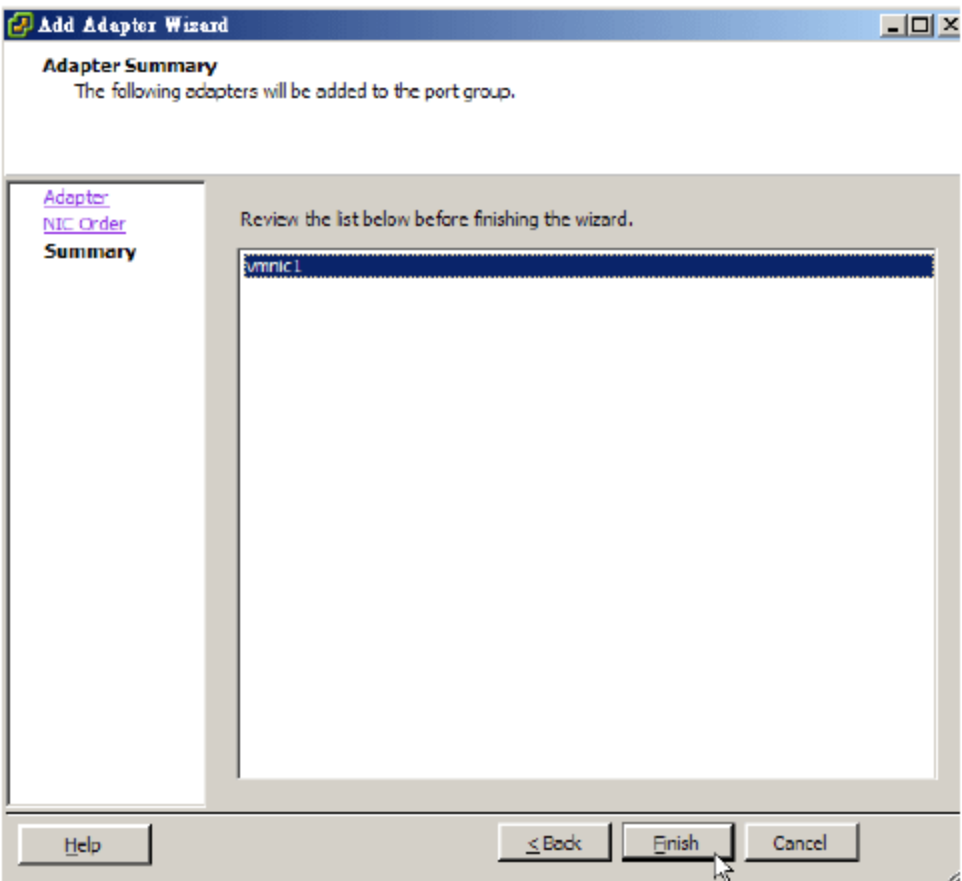 Add Adapter Wizard
Adapter Summary
The following adapters will be added to the port group.
Adapter
NIC Order
Summary
Review the list below before finishing the wizard.
vmnic1
Help
< Back
Finish
Cancel